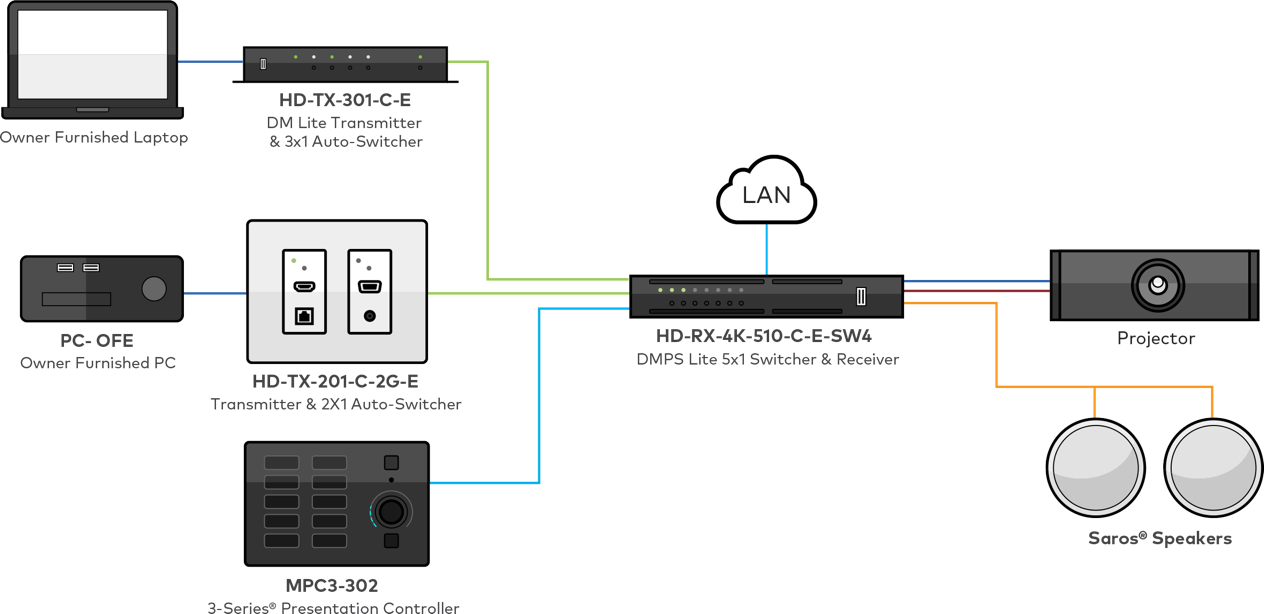 Owner Furnished Laptop
HD-TX-301-C-E
DM Lite Transmitter
& 3x1 Auto-Switcher
PC- OFE
Owner Furnished PC
HD-TX-201-C-2G-E
Transmitter & 2X1 Auto-Switcher
MPC3-302
3-Series® Presentation Controller
LAN
HD-RX-4K-510-C-E-SW4
DMPS Lite 5x1 Switcher & Receiver
Projector
Saros® Speakers